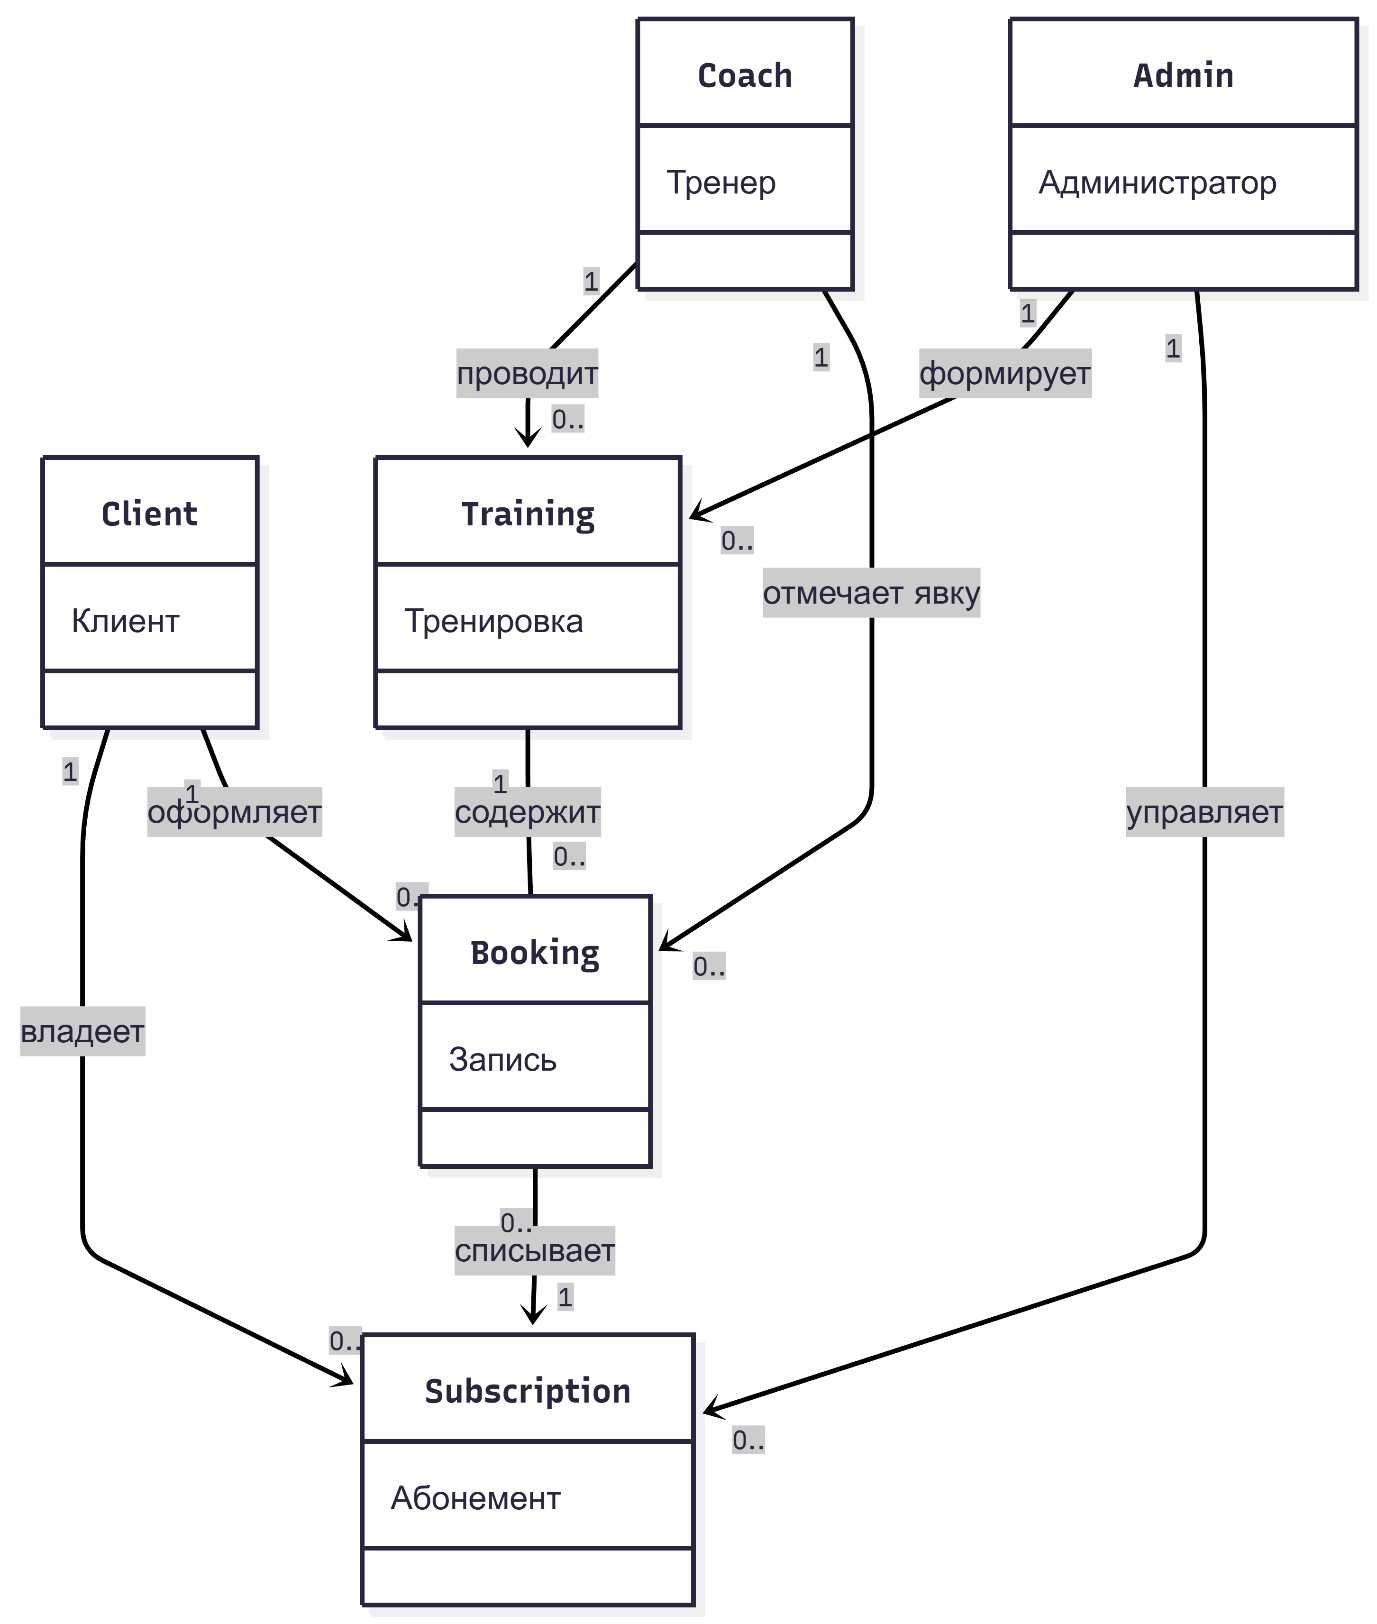 Coach
Тренер
Admin
Администратор
1
1
1
1
проводит
формирует
0..
0..
Client
Клиент
Training
Тренировка
отмечает явку
1
1
1
оформляет
содержит
управляет
0..
0..
Booking
Запись
0..
владеет
0..
списывает
1
0..
Subscription
Абонемент
0..